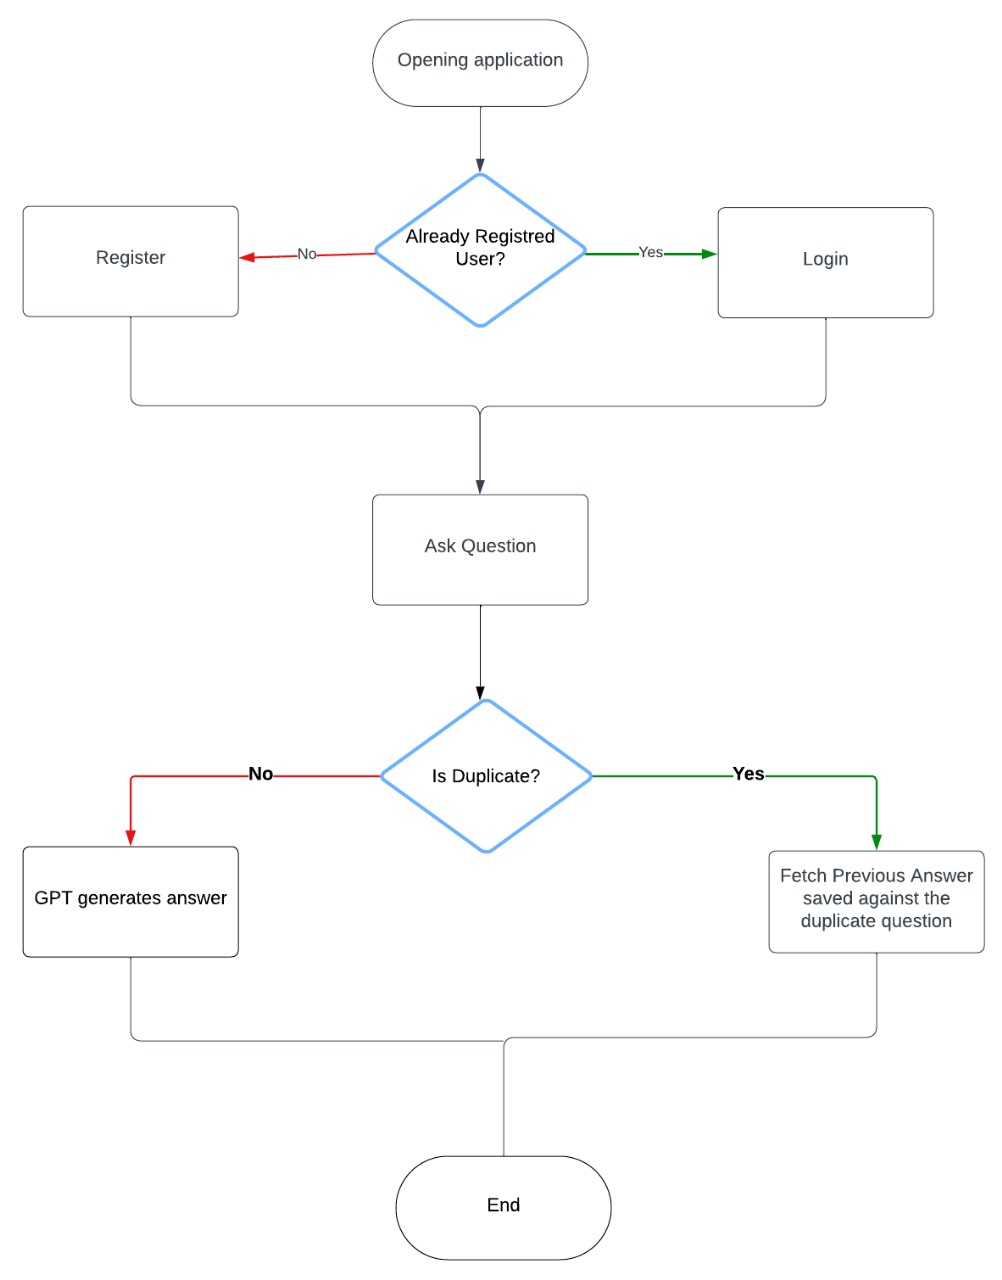 Opening application
Already Registred
User?
No
Yes
Register
Login
Ask Question
Is Duplicate?
No
Yes
GPT generates answer
Fetch Previous Answer
saved against the
duplicate question
End